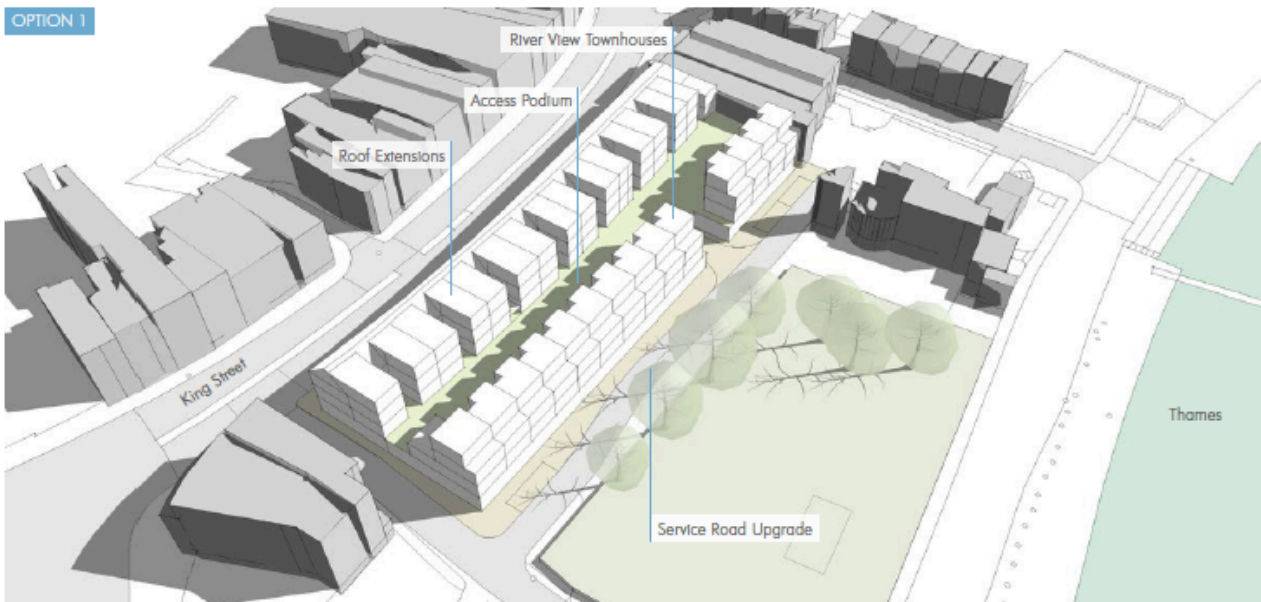 OPTION 1
River View Townhouses
Access Podium
Roof Extensions
King Street
Thames
Service Road Upgrade